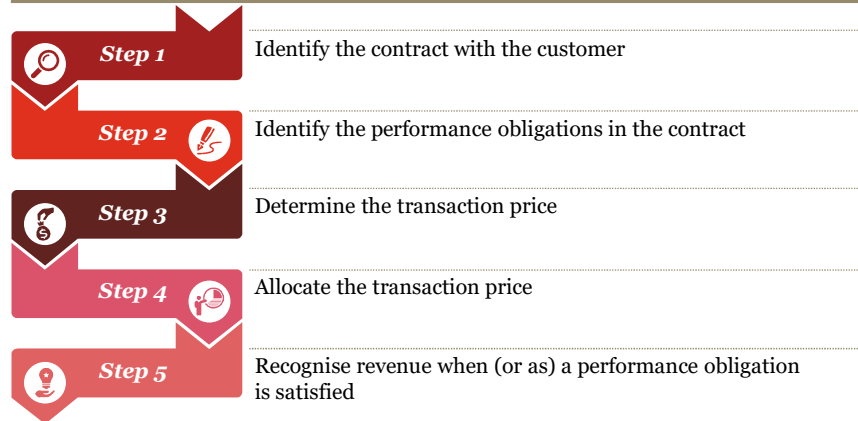 Step 1
Identify the contract with the customer
Step 2
Identify the performance obligations in the contract
Step 3
Determine the transaction price
Step 4
Allocate the transaction price
Step 5
Recognise revenue when (or as) a performance obligation
is satisfied